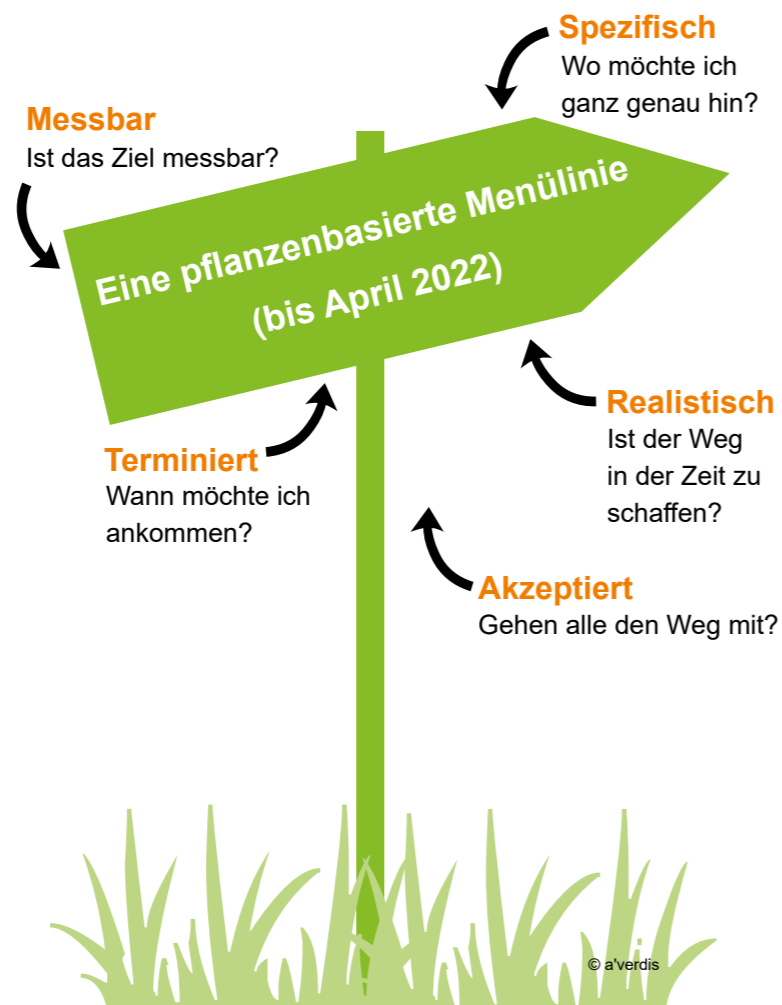 Spezifisch
Wo möchte ich
ganz genau hin?
Messbar
Ist das Ziel messbar?
Eine pflanzenbasierte Menülinie
(bis April 2022)
Realistisch
Ist der Weg
in der Zeit zu
schaffen?
Terminiert
Wann möchte ich
ankommen?
Akzeptiert
Gehen alle den Weg mit?
© a'verdis